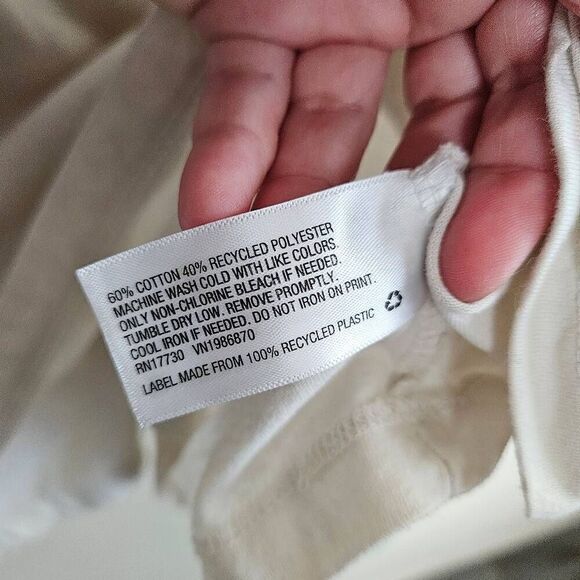 60% COTTON 40% RECYCLED POLYESTER
MACHINE WASH COLD WITH LIKE COLORS.
ONLY NON-CHLORINE BLEACH IF NEEDED.
TUMBLE DRY LOW. REMOVE PROMPTLY.
COOL IRON IF NEEDED. DO NOT IRON ON PRINT.
RN17730 VN1986870
LABEL MADE FROM 100% RECYCLED PLASTIC